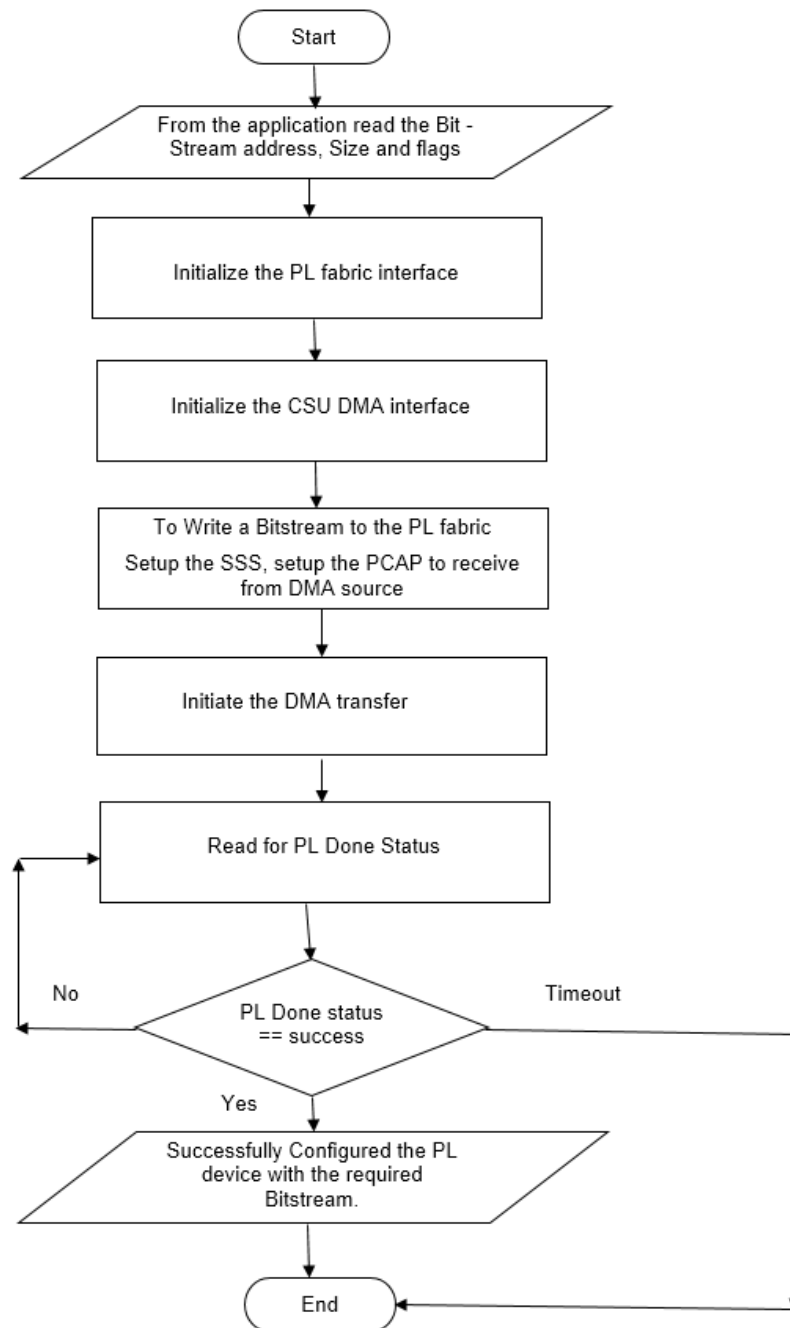 Start
From the application read the Bit -
Stream address, Size and flags
Initialize the PL fabric interface
Initialize the CSU DMA interface
To Write a Bitstream to the PL fabric
Setup the SSS, setup the PCAP to receive
from DMA source
Initiate the DMA transfer
Read for PL Done Status
No
Timeout
PL Done status
== success
Yes
Successfully Configured the PL
device with the required
Bitstream.
End